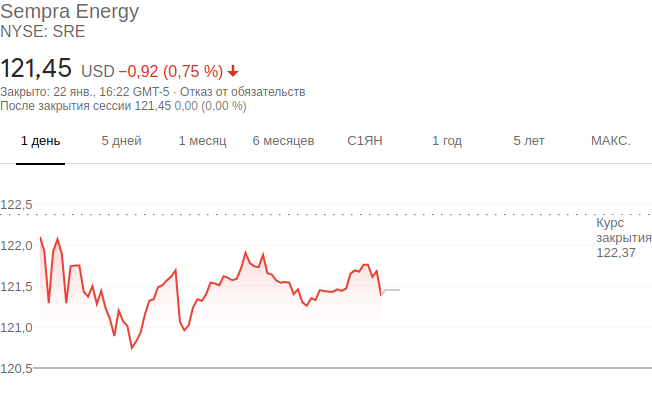 Sempra Energy
NYSE: SRE
121,45 USD −0,92 (0,75 %)
Закрыто: 22 янв., 16:22 GMT-5 · Отказ от обязательств
После закрытия сессии 121,45 0,00 (0,00 %)
1 день 5 дней 1 месяц 6 месяцев С1ЯН 1 год 5 лет МАКС.
122,5
Курс
закрытия
122,37
122,0
121,5
121,0
120,5